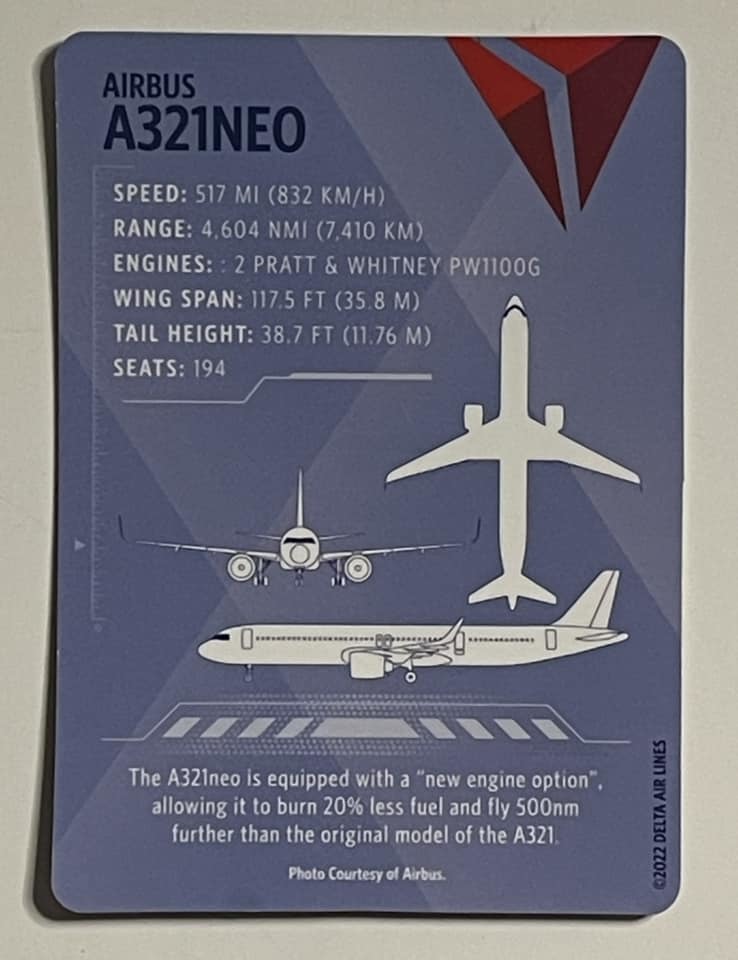 AIRBUS
A321NEO
SPEED: 517 MI (832 KM/H)
RANGE: 4,604 NMI (7,410 KM)
ENGINES: : 2 PRATT & WHITNEY PW1100G
WING SPAN: 117.5 FT (35.8 M)
TAIL HEIGHT: 38.7 FT (11.76 M)
SEATS: 194
The A321neo is equipped with a "new engine option",
allowing it to burn 20% less fuel and fly 500nm
further than the original model of the A321.
Photo Courtesy of Airbus.
©2022 DELTA AIR LINES